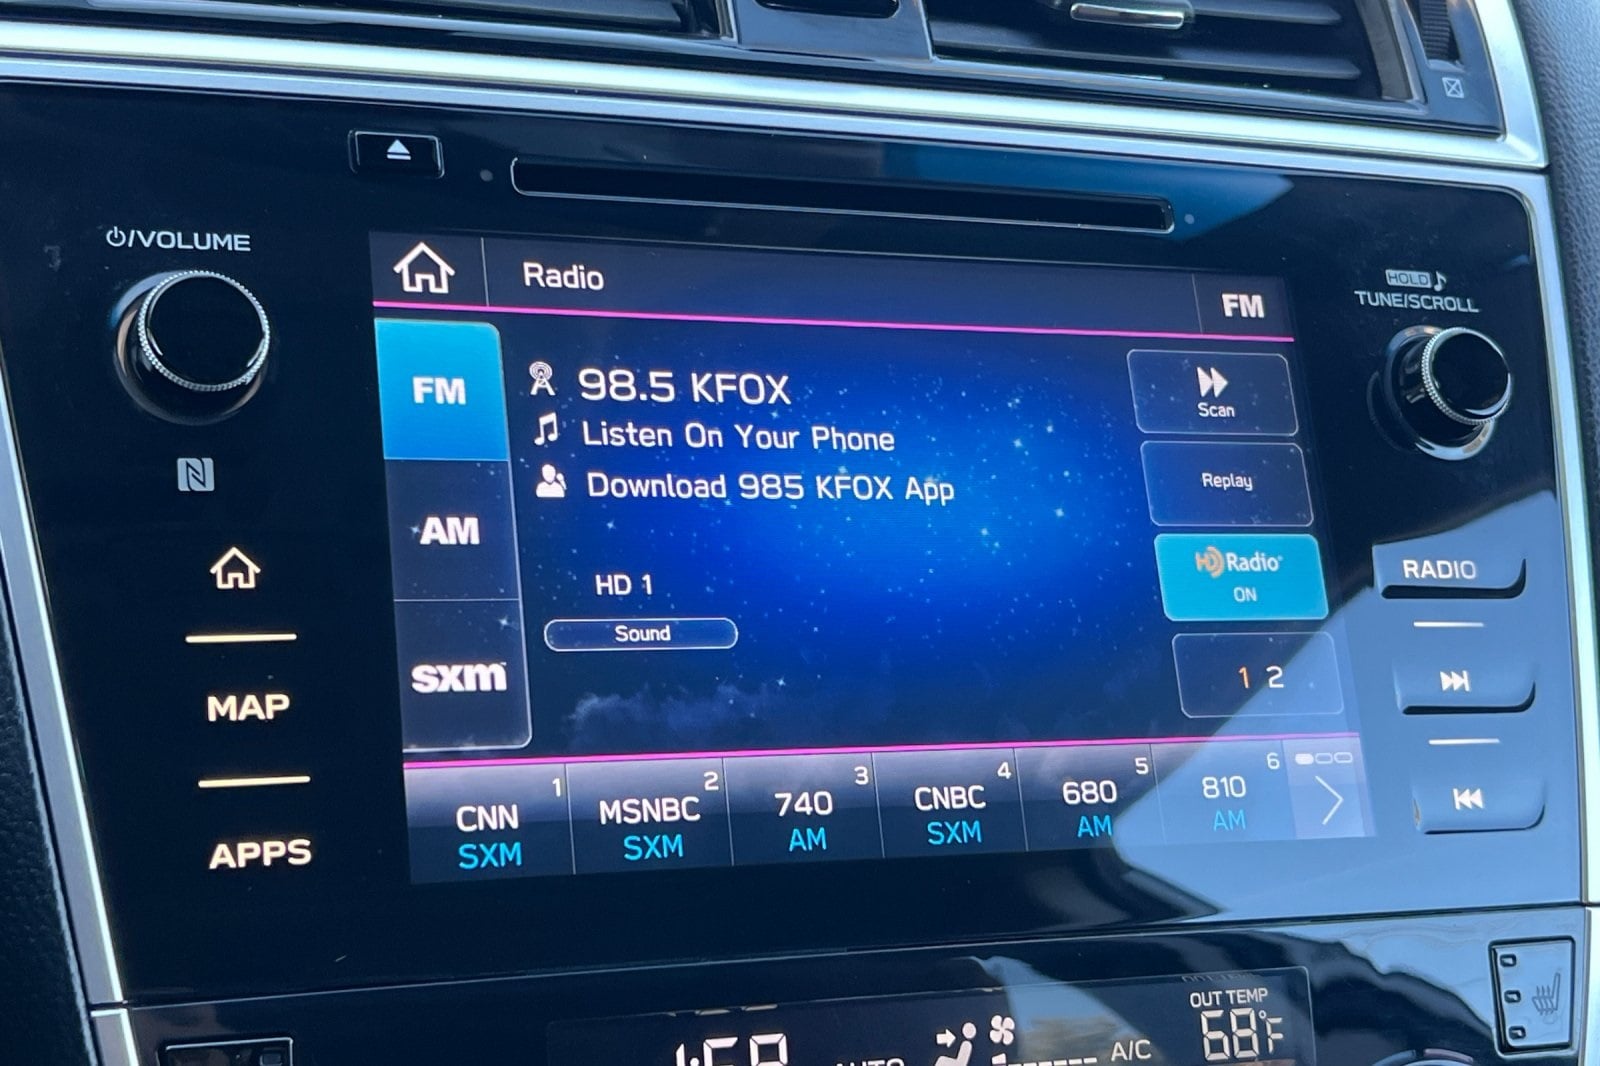 ⏻/VOLUME
HOLD ♪
TUNE/SCROLL
Radio
FM
FM
AM
sxm
98.5 KFOX
Listen On Your Phone
Download 985 KFOX App
HD 1
Sound
Scan
Replay
HD Radio
ON
1 2
MAP
APPS
RADIO
1 2 3 4 5 6
CNN MSNBC 740 CNBC 680 810
SXM SXM AM SXM AM AM
OUT TEMP
68°F
AUTO
A/C